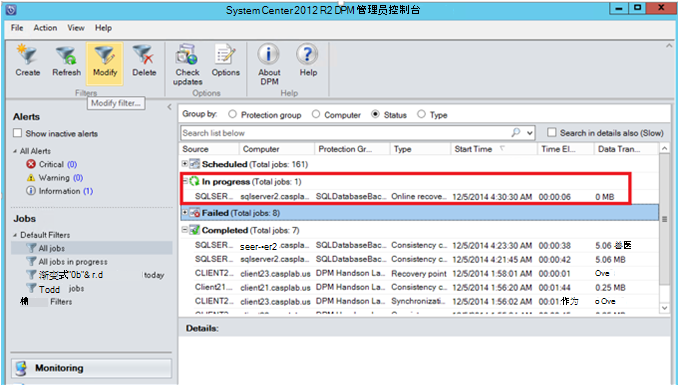 System Center 2012 R2 DPM 管理员控制台
File Action View Help
Create Refresh Modify Delete Check updates Options About DPM Help
Filters Options Help
Modify filter...
Alerts
Show inactive alerts
All Alerts
Critical (0)
Warning (0)
Information (1)
Jobs
Default Filters
All jobs
All jobs in progress
渐变式"0b"& r.d today
Todd jobs
Filters
Monitoring
Group by: Protection group Computer Status Type
Search list below Search in details also (Slow)
Source Computer Protection Gr... Type Start Time Time El... Data Tran...
Scheduled (Total jobs: 161)
In progress (Total jobs: 1)
SQLSER... sqlserver2.caspla... SQLDatabaseBac... Online recove... 12/5/2014 4:30:30 AM 00:00:06 0 MB
Failed (Total jobs: 8)
Completed (Total jobs: 7)
SQLSER... seer-er2.caspla... SQLDatabaseBac... Consistency c... 12/5/2014 4:23:30 AM 00:00:38 5.06 兽医
SQLSER... sqlserver2.caspla... SQLDatabaseBac... Consistency c... 12/5/2014 4:21:45 AM 00:00:42 5.06 MB
CLIENT2... client23.casplab.us DPM Handson La... Recovery point 12/5/2014 1:58:01 AM 00:00:01 Ove
Client21... client21.casplab.us DPM Handson La... Consistency c... 12/5/2014 1:56:20 AM 00:01:44 0.25 MB
CLIENT2... client22.casplab.us DPM Handson La... Synchronizati... 12/5/2014 1:56:02 AM 00:01 作为 o Ove
Details: